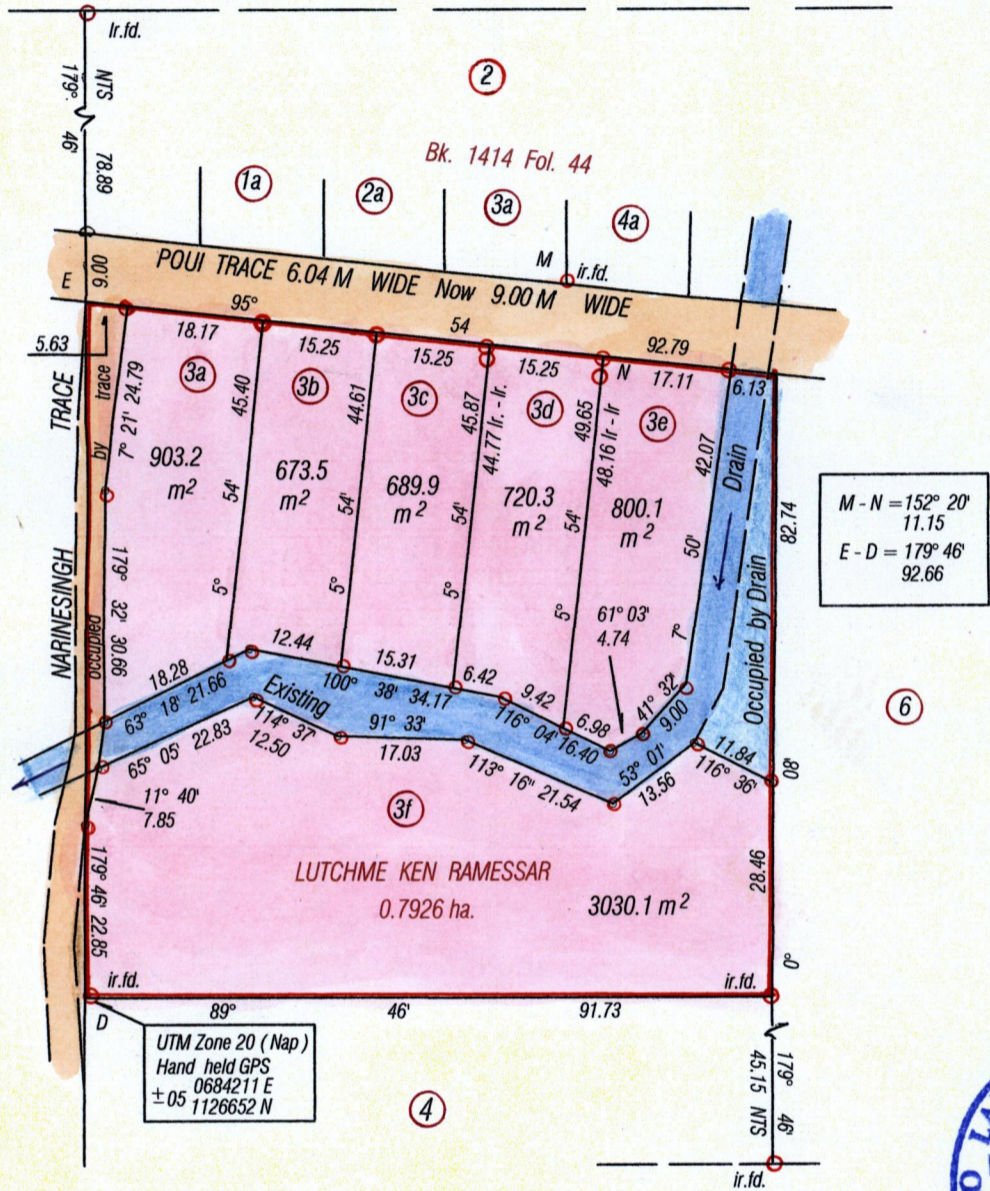 Ir.fd.
NTS
179° 46' 78.89
2
Bk. 1414 Fol. 44
1a
2a
3a
4a
M ir.fd.
E
9.00
POUI TRACE 6.04 M WIDE Now 9.00 M WIDE
95° 54' 92.79
5.63
18.17
15.25
15.25
15.25
N
17.11
6.13
TRACE
NARINESINGH
occupied by trace
7° 21' 24.79
179° 32' 30.66
3a
903.2
m²
5° 54' 45.40
3b
673.5
m²
5° 54' 44.61
3c
689.9
m²
5° 54' 45.87
44.77 Ir. - Ir.
3d
720.3
m²
5° 54' 49.65
48.16 Ir - Ir
3e
800.1
m²
7° 50' 42.07
Drain
Occupied by Drain
82.74
M - N = 152° 20'
11.15
E - D = 179° 46'
92.66
61° 03'
4.74
18.28
63° 18' 21.66
12.44
15.31
100° 38' 34.17
6.42
9.42
6.98
116° 04' 16.40
41° 32'
9.00
Existing
65° 05' 22.83
114° 37'
12.50
91° 33'
17.03
113° 16" 21.54
53° 01'
13.56
11.84
116° 36'
6
11° 40'
7.85
3f
LUTCHME KEN RAMESSAR
0.7926 ha.
3030.1 m²
179° 46' 22.85
0° 08'
28.46
ir.fd.
ir.fd.
D
89° 46' 91.73
UTM Zone 20 ( Nap )
Hand held GPS
±05 0684211 E
1126652 N
4
179° 46'
45.15 NTS
ir.fd.